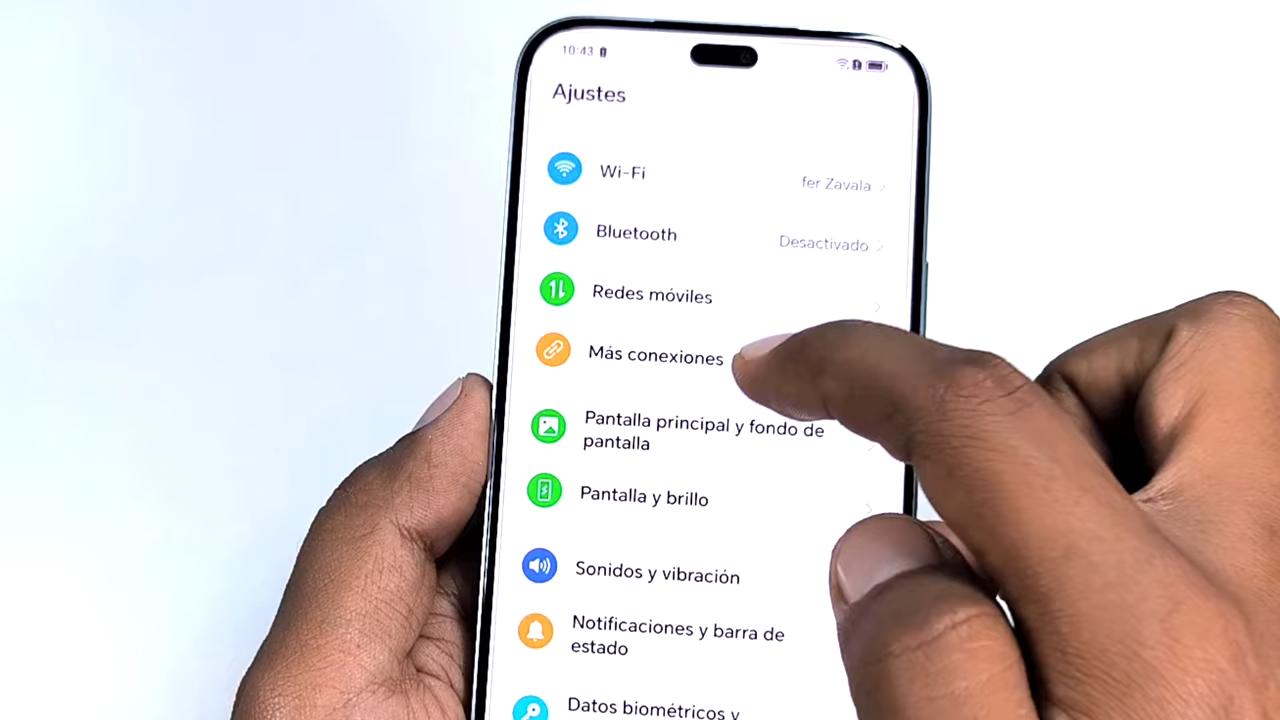 10:43
Ajustes
Wi-Fi
fer Zavala
Bluetooth
Desactivado
Redes móviles
Más conexiones
Pantalla principal y fondo de
pantalla
Pantalla y brillo
Sonidos y vibración
Notificaciones y barra de
estado
Datos biométricos y